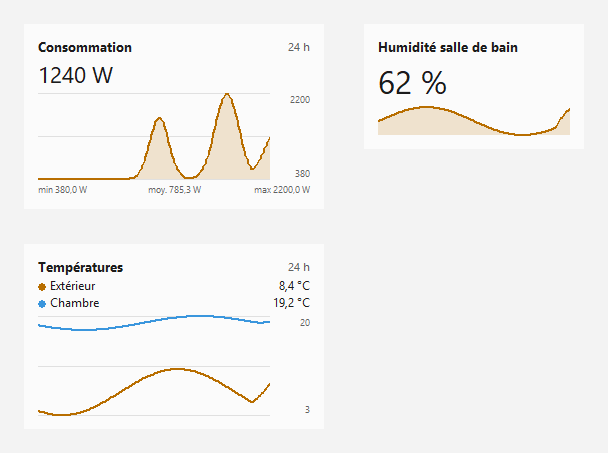 Consommation 24 h
1240 W
2200
380
min 380,0 W moy. 785,3 W max 2200,0 W
Humidité salle de bain
62 %
Températures 24 h
Extérieur 8,4 °C
Chambre 19,2 °C
20
3